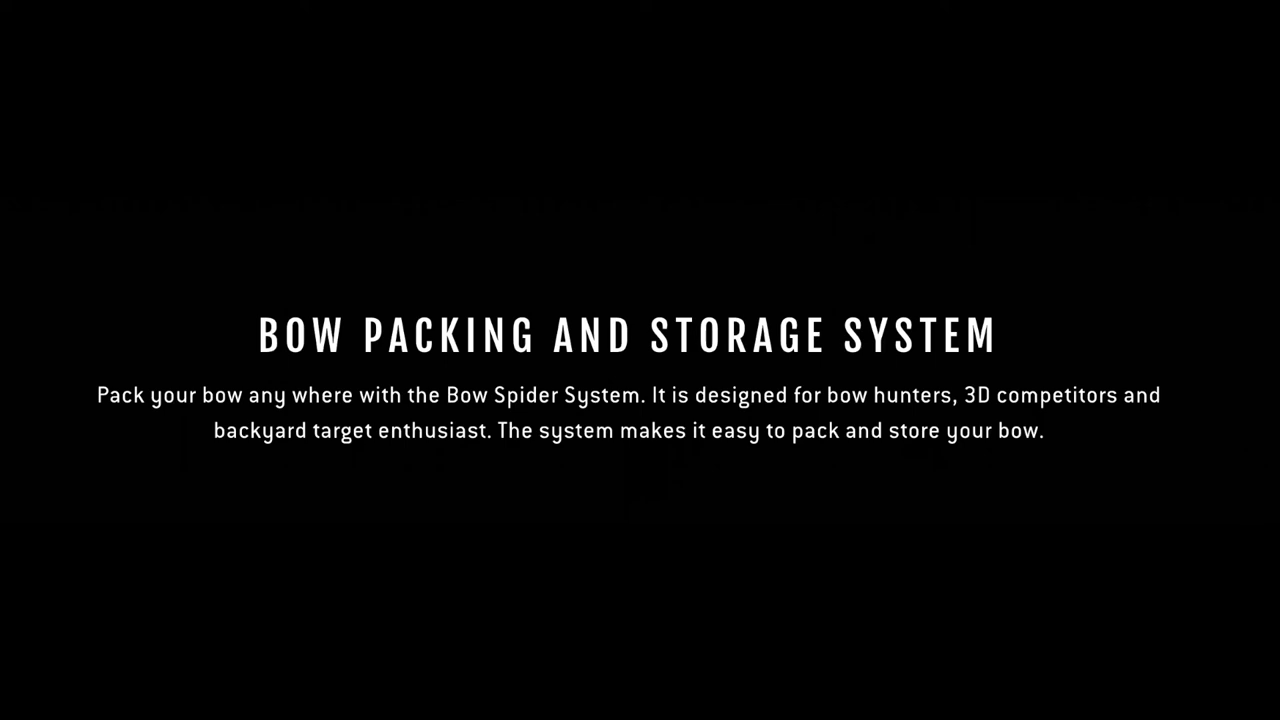 BOW PACKING AND STORAGE SYSTEM
Pack your bow any where with the Bow Spider System. It is designed for bow hunters, 3D competitors and
backyard target enthusiast. The system makes it easy to pack and store your bow.